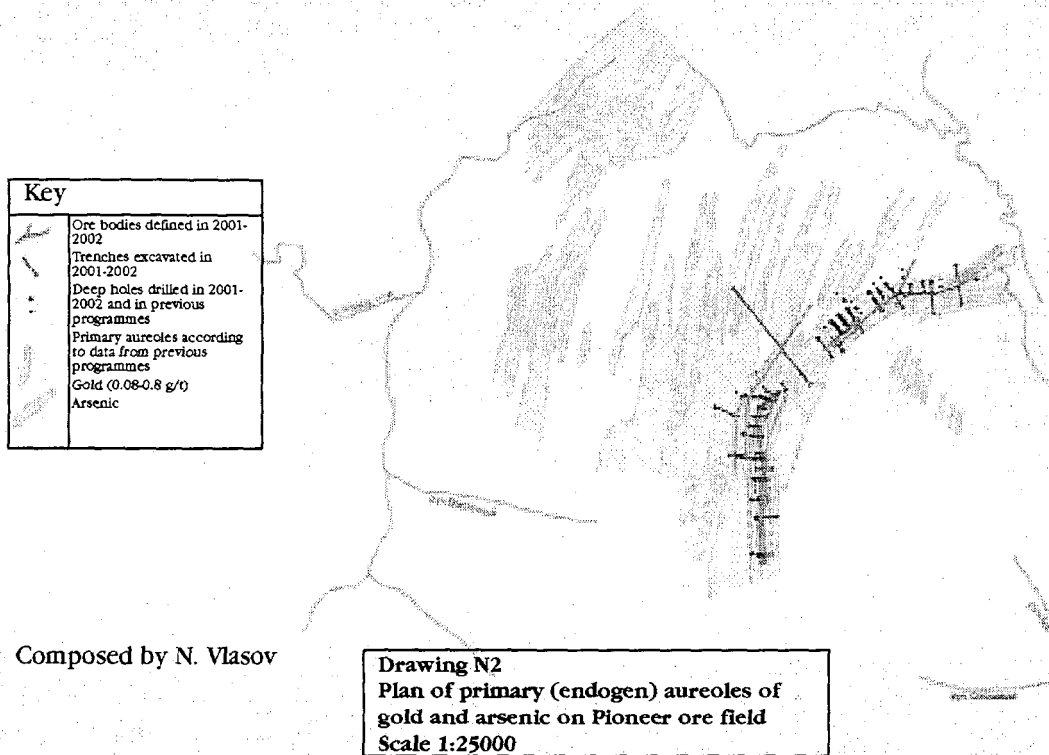 Key
Ore bodies defined in 2001-
2002
Trenches excavated in
2001-2002
Deep holes drilled in 2001-
2002 and in previous
programmes
Primary aureoles according
to data from previous
programmes
Gold (0.08-0.8 g/t)
Arsenic
Composed by N. Vlasov
Drawing N2
Plan of primary (endogen) aureoles of
gold and arsenic on Pioneer ore field
Scale 1:25000